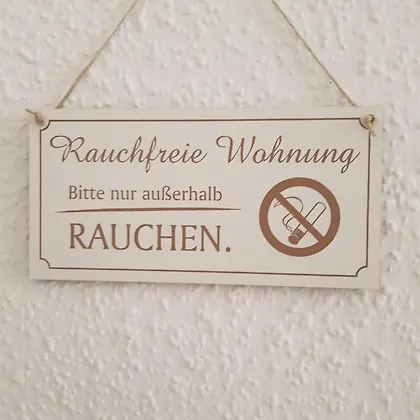 Rauchfreie Wohnung
Bitte nur außerhalb
RAUCHEN.